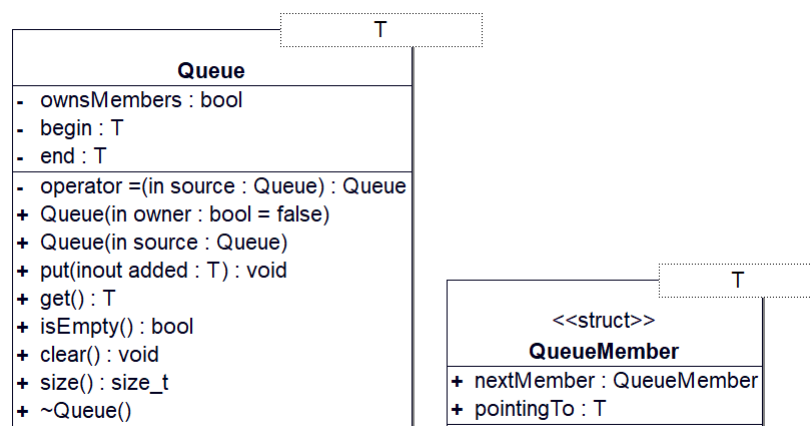 T
Queue
- ownsMembers : bool
- begin : T
- end : T
- operator =(in source : Queue) : Queue
+ Queue(in owner : bool = false)
+ Queue(in source : Queue)
+ put(inout added : T) : void
+ get() : T
+ isEmpty() : bool
+ clear() : void
+ size() : size_t
+ ~Queue()
T
<<struct>>
QueueMember
+ nextMember : QueueMember
+ pointingTo : T